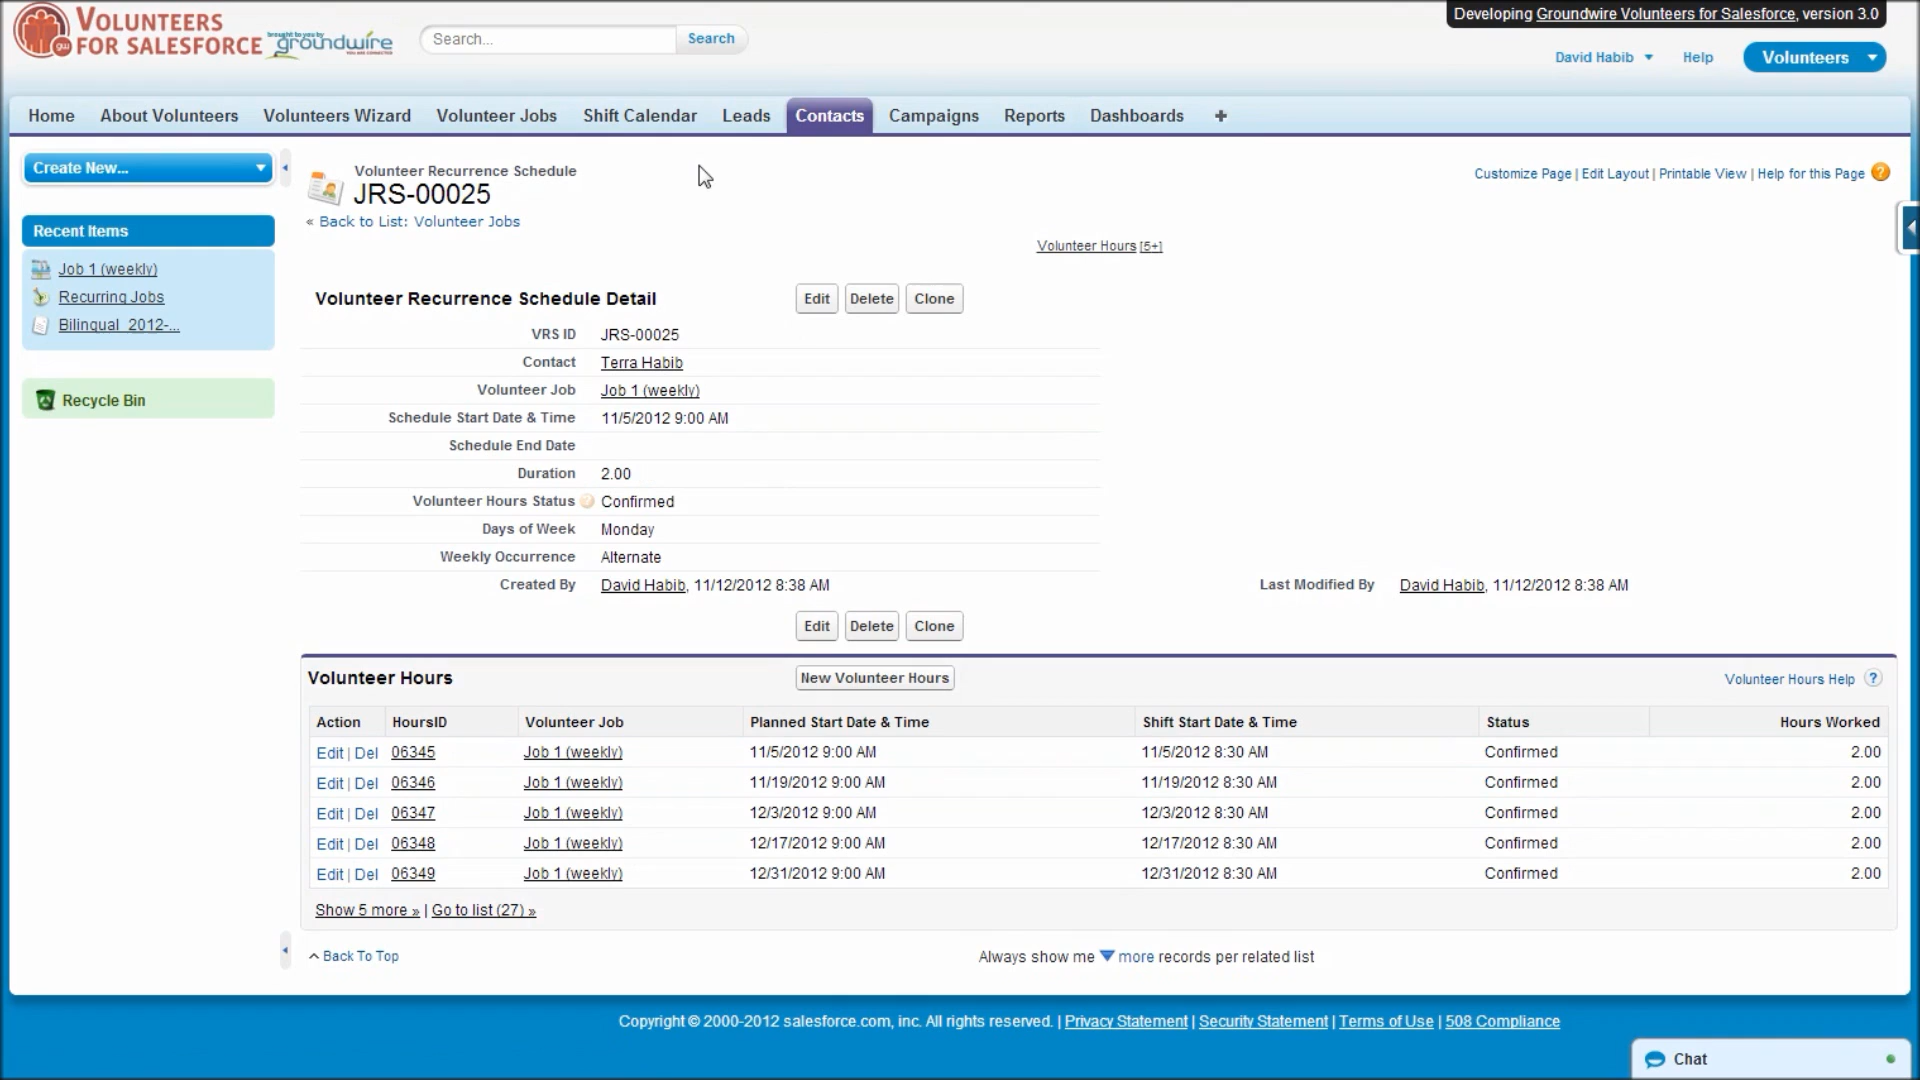 Developing Groundwire Volunteers for Salesforce, version 3.0
VOLUNTEERS
FOR SALESFORCE
brought to you by
groundwire
YOU ARE CONNECTED
gw
Search...
Search
David Habib
Help
Volunteers
Home
About Volunteers
Volunteers Wizard
Volunteer Jobs
Shift Calendar
Leads
Contacts
Campaigns
Reports
Dashboards
+
Create New...
Recent Items
Job 1 (weekly)
Recurring Jobs
Bilingual_2012-...
Recycle Bin
Volunteer Recurrence Schedule
JRS-00025
« Back to List: Volunteer Jobs
Customize Page | Edit Layout | Printable View | Help for this Page ?
Volunteer Hours [5+]
Volunteer Recurrence Schedule Detail
Edit Delete Clone
VRS ID JRS-00025
Contact Terra Habib
Volunteer Job Job 1 (weekly)
Schedule Start Date & Time 11/5/2012 9:00 AM
Schedule End Date
Duration 2.00
Volunteer Hours Status ? Confirmed
Days of Week Monday
Weekly Occurrence Alternate
Created By David Habib, 11/12/2012 8:38 AM
Last Modified By David Habib, 11/12/2012 8:38 AM
Edit Delete Clone
Volunteer Hours
New Volunteer Hours
Volunteer Hours Help ?
Action HoursID Volunteer Job Planned Start Date & Time Shift Start Date & Time Status Hours Worked
Edit | Del 06345 Job 1 (weekly) 11/5/2012 9:00 AM 11/5/2012 8:30 AM Confirmed 2.00
Edit | Del 06346 Job 1 (weekly) 11/19/2012 9:00 AM 11/19/2012 8:30 AM Confirmed 2.00
Edit | Del 06347 Job 1 (weekly) 12/3/2012 9:00 AM 12/3/2012 8:30 AM Confirmed 2.00
Edit | Del 06348 Job 1 (weekly) 12/17/2012 9:00 AM 12/17/2012 8:30 AM Confirmed 2.00
Edit | Del 06349 Job 1 (weekly) 12/31/2012 9:00 AM 12/31/2012 8:30 AM Confirmed 2.00
Show 5 more » | Go to list (27) »
Back To Top
Always show me more records per related list
Copyright © 2000-2012 salesforce.com, inc. All rights reserved. | Privacy Statement | Security Statement | Terms of Use | 508 Compliance
Chat